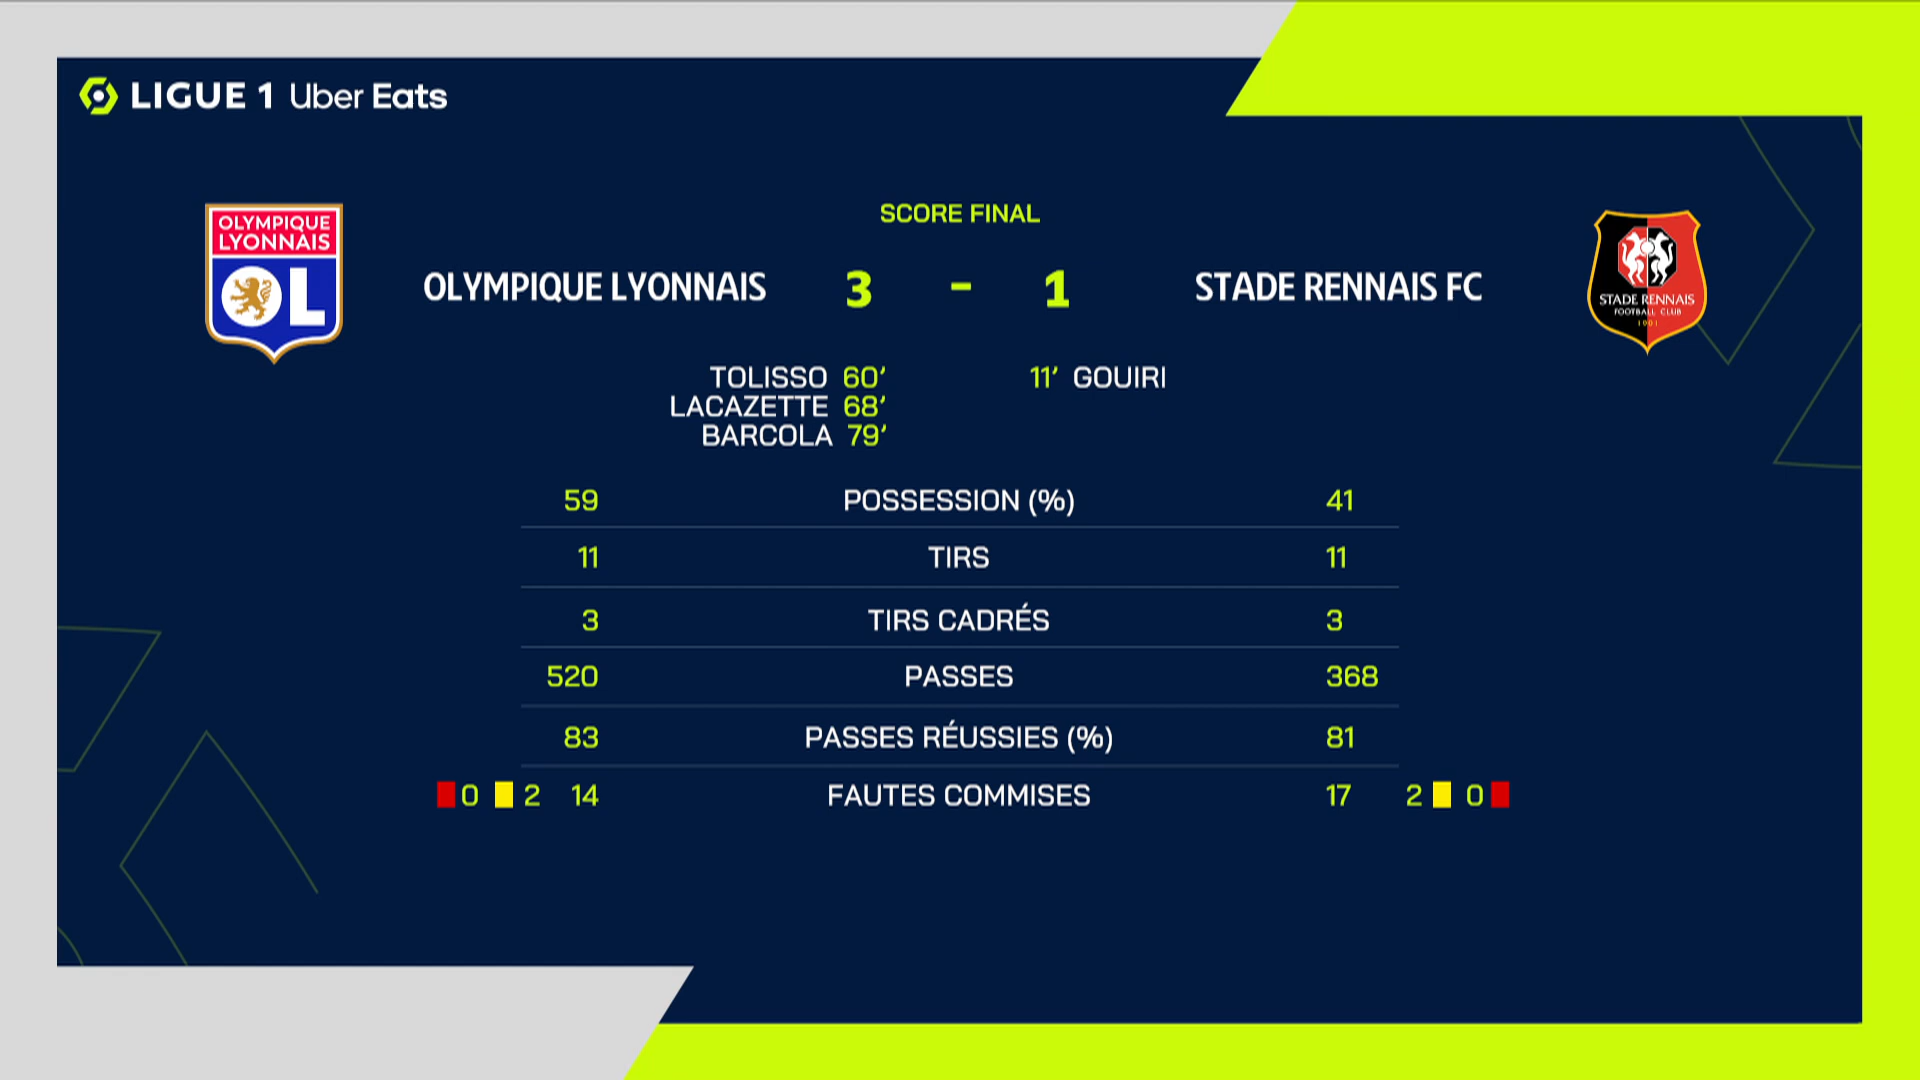 LIGUE 1 Uber Eats
SCORE FINAL
OLYMPIQUE
LYONNAIS
OL
OLYMPIQUE LYONNAIS 3 - 1 STADE RENNAIS FC
STADE RENNAIS
FOOTBALL CLUB
1901
TOLISSO 60' 11' GOUIRI
LACAZETTE 68'
BARCOLA 79'
59 POSSESSION (%) 41
11 TIRS 11
3 TIRS CADRÉS 3
520 PASSES 368
83 PASSES RÉUSSIES (%) 81
0 2 14 FAUTES COMMISES 17 2 0